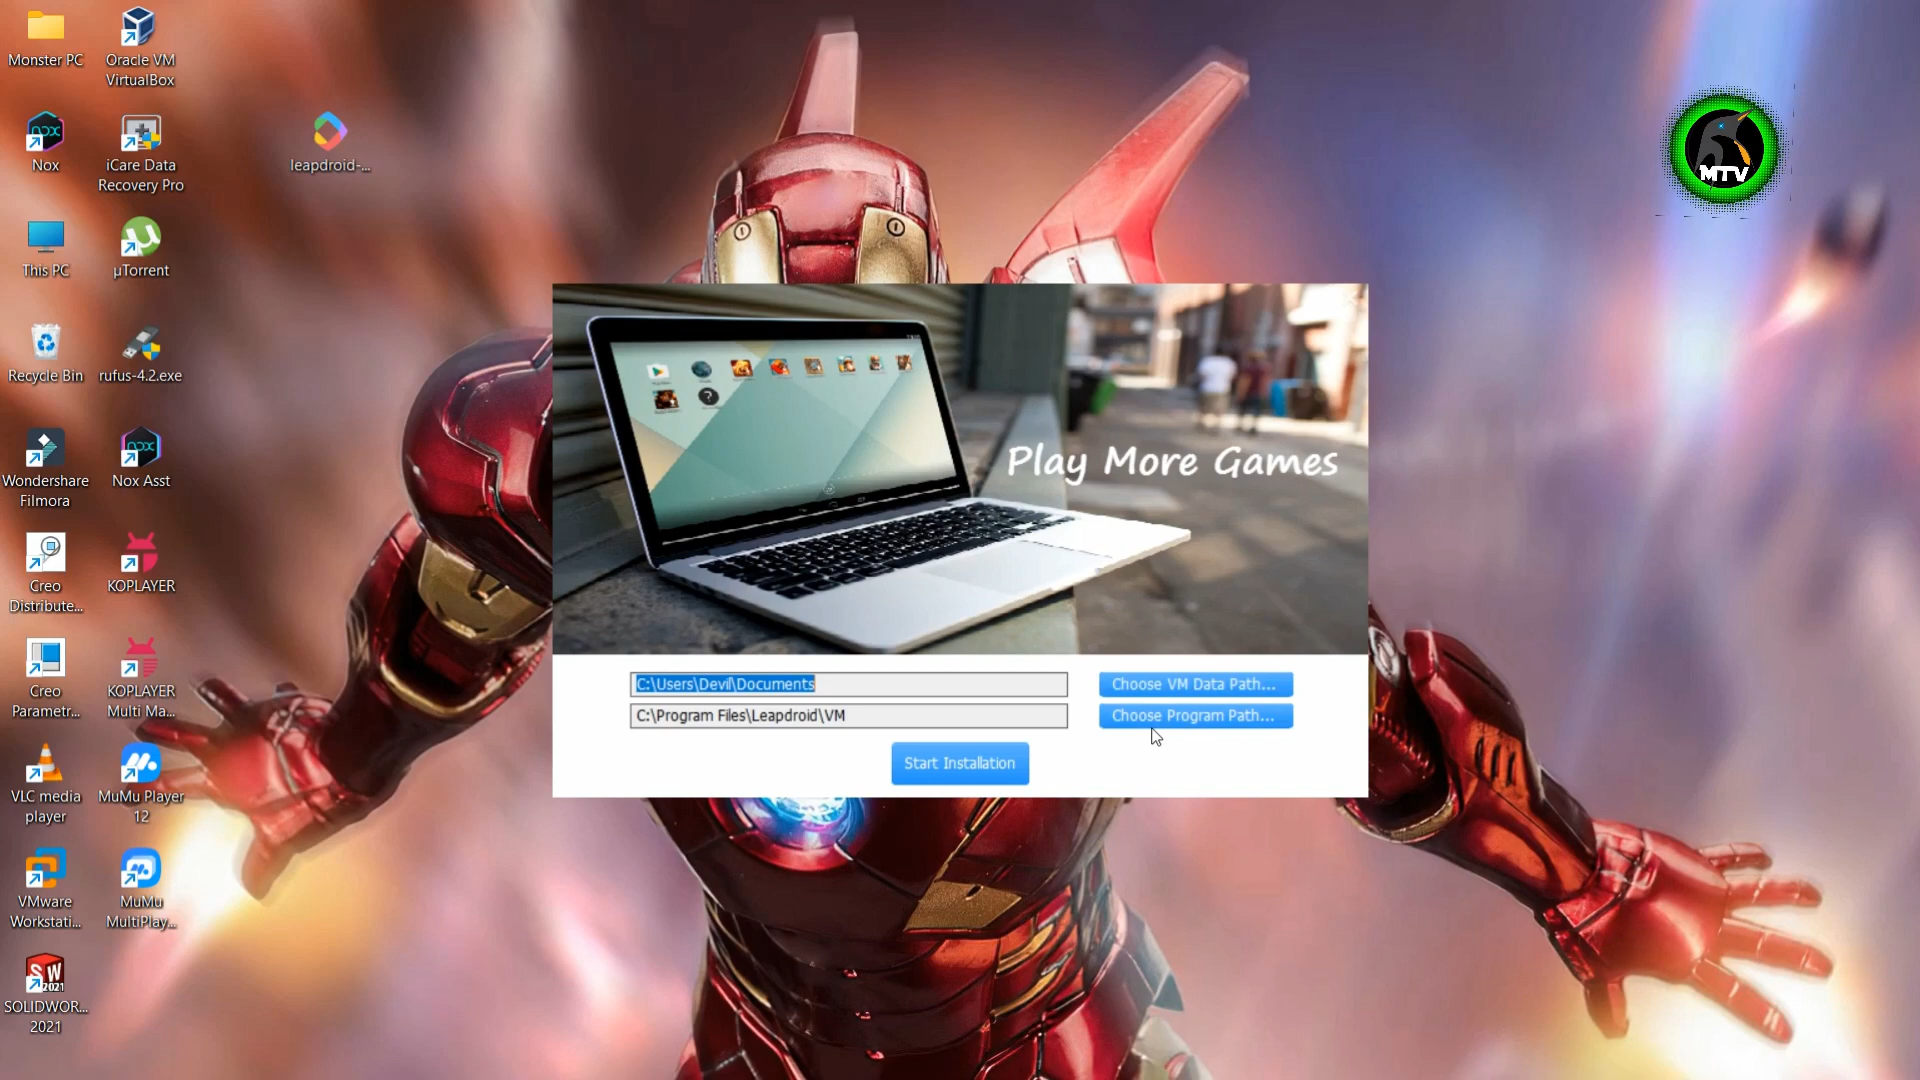 Monster PC
Oracle VM
VirtualBox
Nox
iCare Data
Recovery Pro
leapdroid-...
MTV
This PC
µTorrent
Recycle Bin
rufus-4.2.exe
Wondershare
Filmora
Nox Asst
Play More Games
Creo
Distribute...
KOPLAYER
Creo
Parametr...
KOPLAYER
Multi Ma...
C:\Users\Devil\Documents
Choose VM Data Path...
C:\Program Files\Leapdroid\VM
Choose Program Path...
Start Installation
VLC media
player
MuMu Player
12
VMware
Workstati...
MuMu
MultiPlay...
SW
2021
SOLIDWOR...
2021